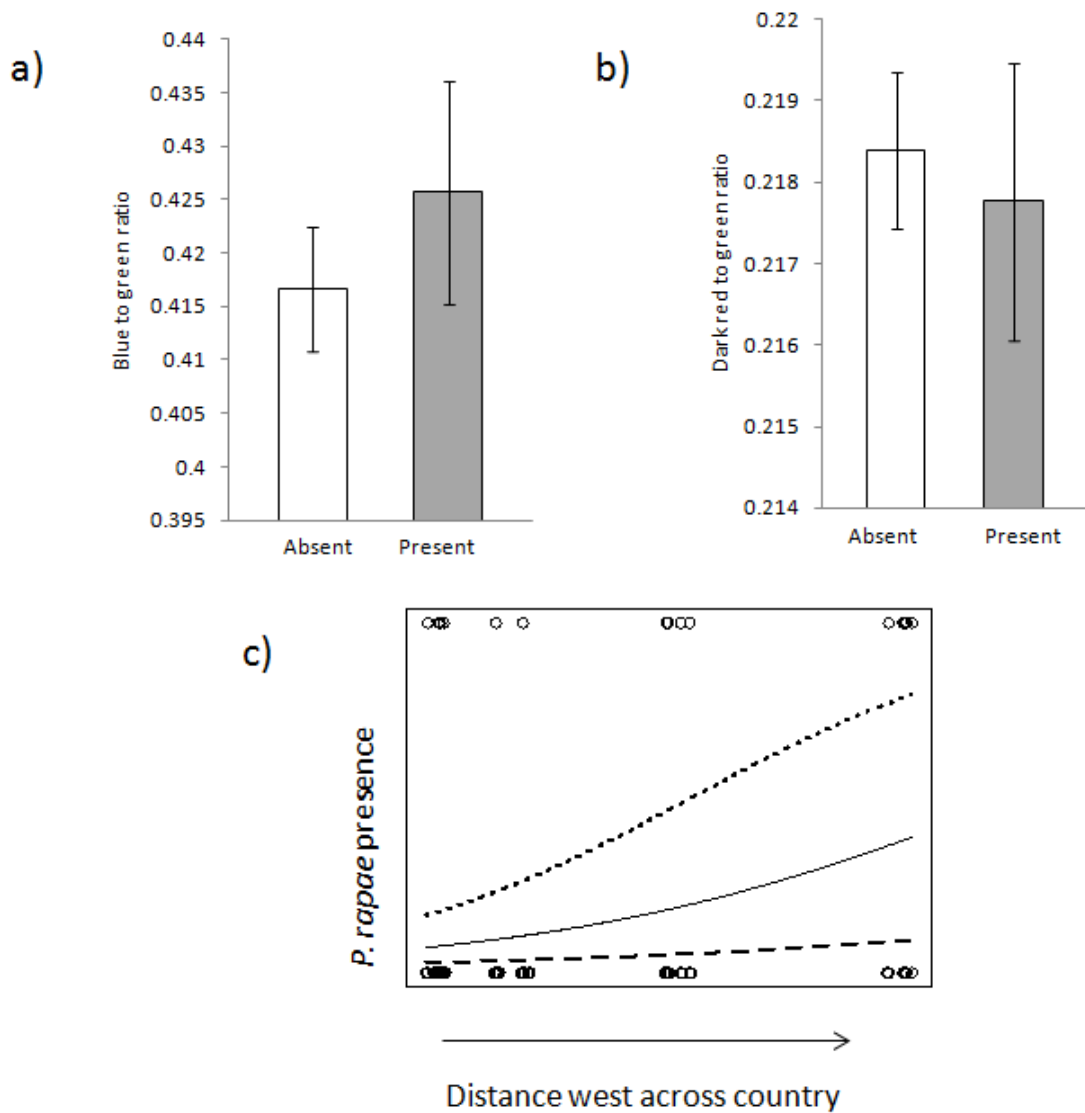 a)
Blue to green ratio
0.44
0.435
0.43
0.425
0.42
0.415
0.41
0.405
0.4
0.395
Absent Present
b)
Dark red to green ratio
0.22
0.219
0.218
0.217
0.216
0.215
0.214
Absent Present
c)
P. rapae presence
Distance west across country